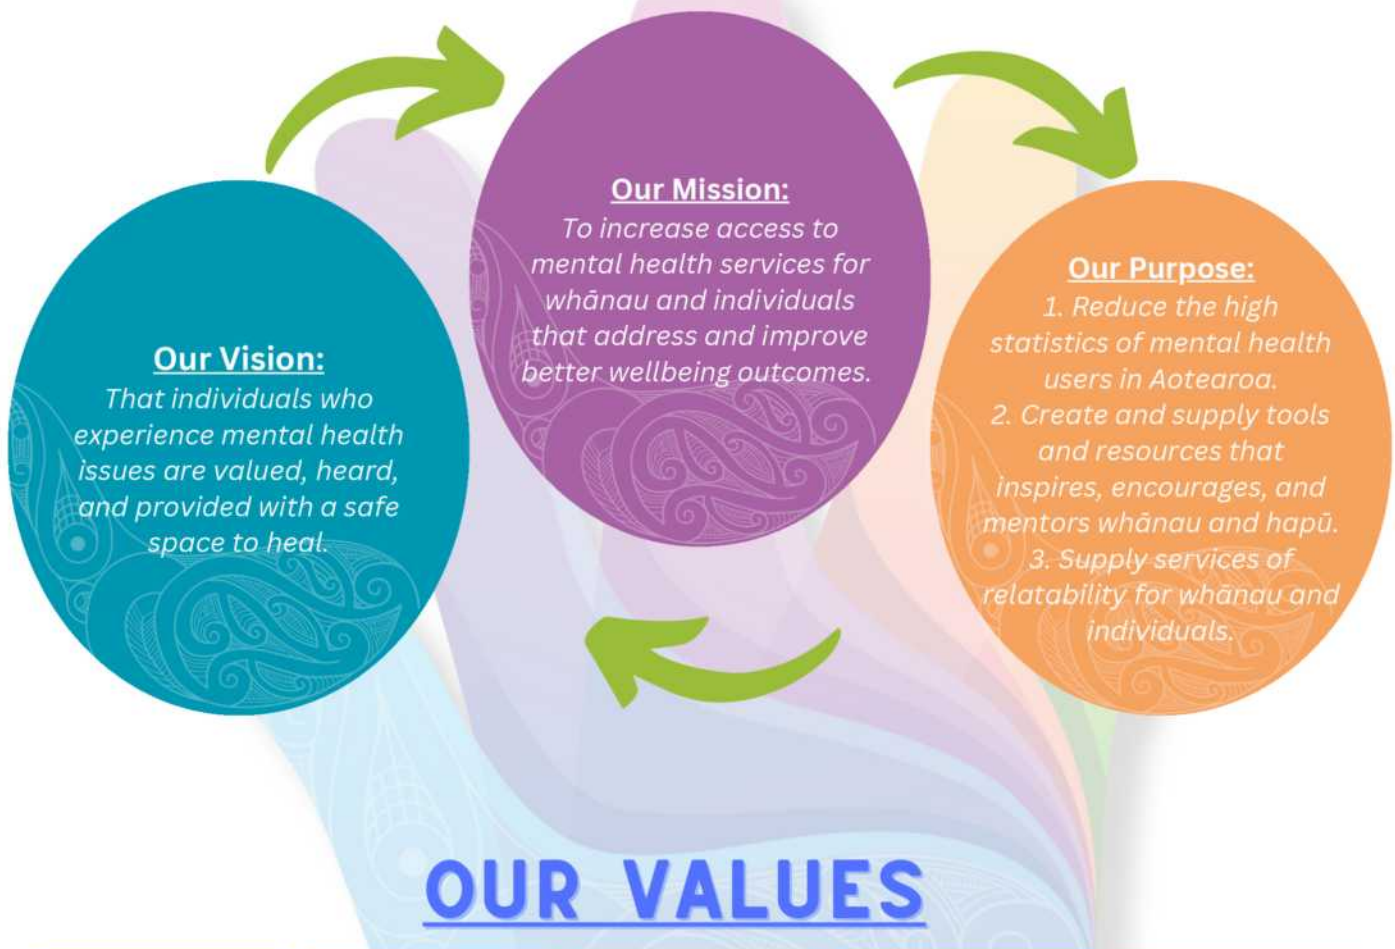 Our Vision:
That individuals who
experience mental health
issues are valued, heard,
and provided with a safe
space to heal.
Our Mission:
To increase access to
mental health services for
whānau and individuals
that address and improve
better wellbeing outcomes.
Our Purpose:
1. Reduce the high
statistics of mental health
users in Aotearoa.
2. Create and supply tools
and resources that
inspires, encourages, and
mentors whānau and hapū.
3. Supply services of
relatability for whānau and
individuals.
OUR VALUES